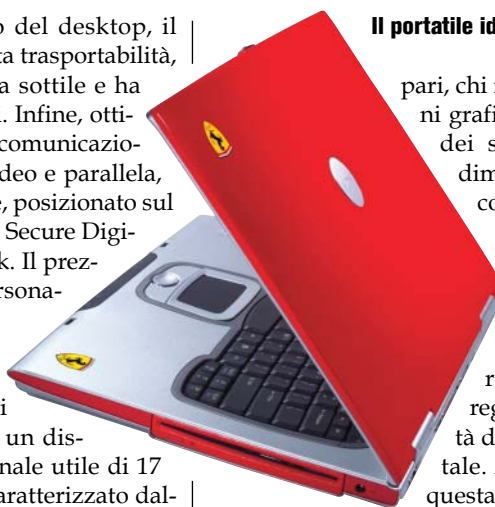 o del desktop, il
ta trasportabilità,
a sottile e ha
i. Infine, otti-
comunicazio-
deo e parallela,
e, posizionato sul
Secure Digi-
k. Il prez-
rsona-
i
un dis-
nale utile di 17
aratterizzato dal-
Il portatile id
pari, chi
ni grafi
dei s
dim
co
r
reg
tà d
tale.
questa